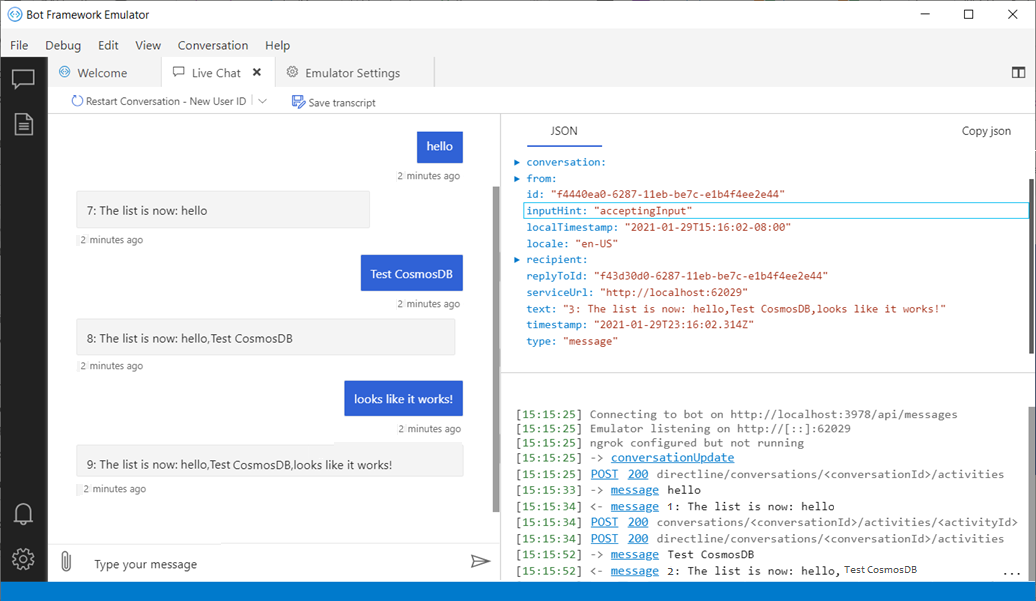 Bot Framework Emulator
File Debug Edit View Conversation Help
Welcome Live Chat Emulator Settings
Restart Conversation - New User ID Save transcript
hello
2 minutes ago
7: The list is now: hello
2 minutes ago
Test CosmosDB
2 minutes ago
8: The list is now: hello,Test CosmosDB
2 minutes ago
looks like it works!
2 minutes ago
9: The list is now: hello,Test CosmosDB,looks like it works!
2 minutes ago
Type your message
JSON Copy json
conversation:
from:
id: "f4440ea0-6287-11eb-be7c-e1b4f4ee2e44"
inputHint: "acceptingInput"
localTimestamp: "2021-01-29T15:16:02-08:00"
locale: "en-US"
recipient:
replyToId: "f43d30d0-6287-11eb-be7c-e1b4f4ee2e44"
serviceUrl: "http://localhost:62029"
text: "3: The list is now: hello,Test CosmosDB,looks like it works!"
timestamp: "2021-01-29T23:16:02.314Z"
type: "message"
[15:15:25] Connecting to bot on http://localhost:3978/api/messages
[15:15:25] Emulator listening on http://[::]:62029
[15:15:25] ngrok configured but not running
[15:15:25] -> conversationUpdate
[15:15:25] POST 200 directline/conversations/<conversationId>/activities
[15:15:33] -> message hello
[15:15:34] <- message 1: The list is now: hello
[15:15:34] POST 200 conversations/<conversationId>/activities/<activityId>
[15:15:34] POST 200 directline/conversations/<conversationId>/activities
[15:15:52] -> message Test CosmosDB
[15:15:52] <- message 2: The list is now: hello, Test CosmosDB ...